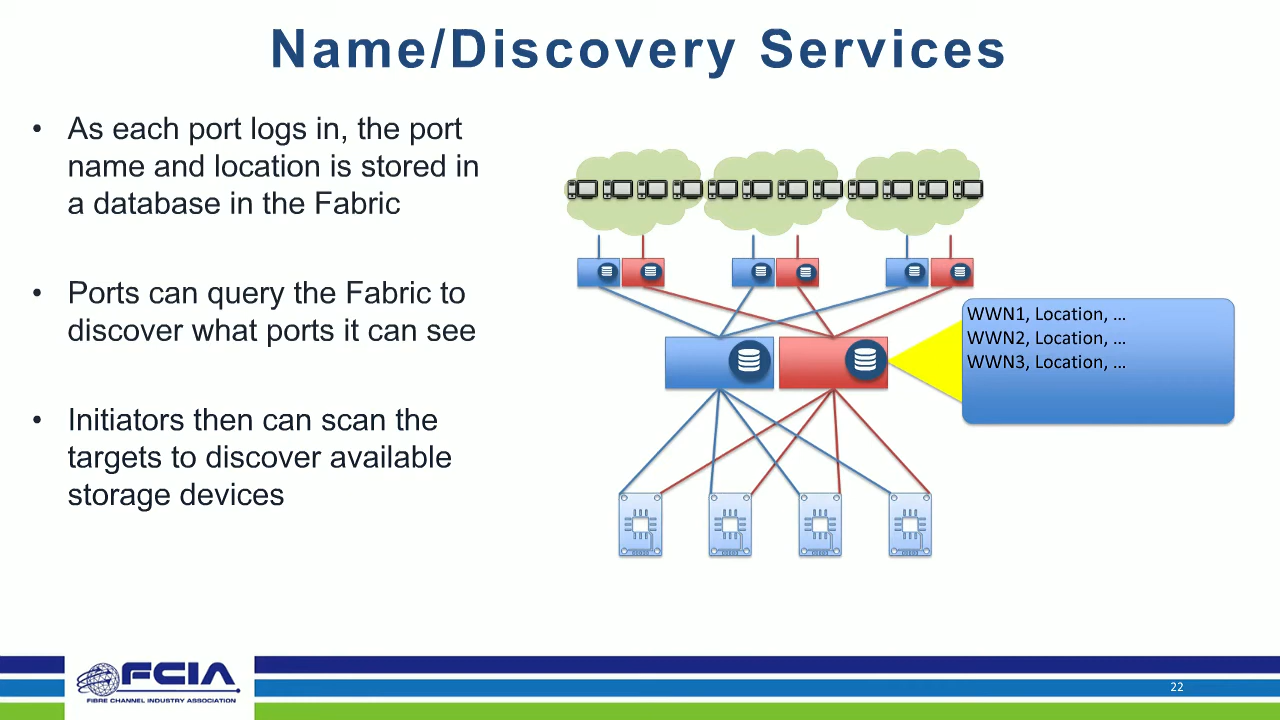 Name/Discovery Services
• As each port logs in, the port
name and location is stored in
a database in the Fabric
• Ports can query the Fabric to
discover what ports it can see
• Initiators then can scan the
targets to discover available
storage devices
WWN1, Location, ...
WWN2, Location, ...
WWN3, Location, ...
FCIA
FIBRE CHANNEL INDUSTRY ASSOCIATION
22